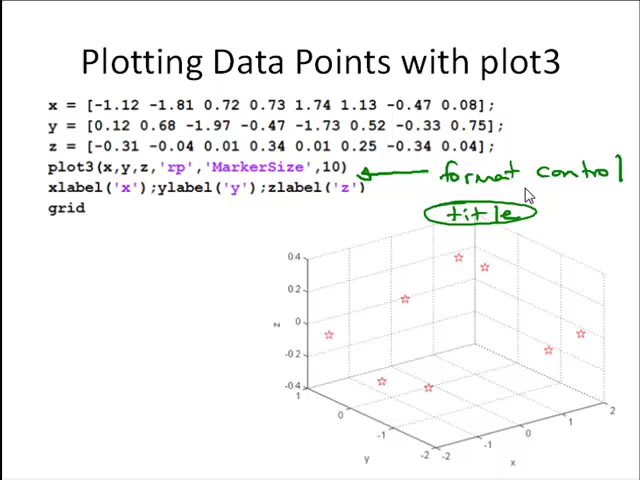 Plotting Data Points with plot3
x = [-1.12 -1.81 0.72 0.73 1.74 1.13 -0.47 0.08];
y = [0.12 0.68 -1.97 -0.47 -1.73 0.52 -0.33 0.75];
z = [-0.31 -0.04 0.01 0.34 0.01 0.25 -0.34 0.04];
plot3(x,y,z,'rp','MarkerSize',10)
format control
xlabel('x');ylabel('y');zlabel('z')
grid
title
0.4
0.2
0
-0.2
-0.4
z
1
0
-1
-2
y
-2
-1
0
1
2
x